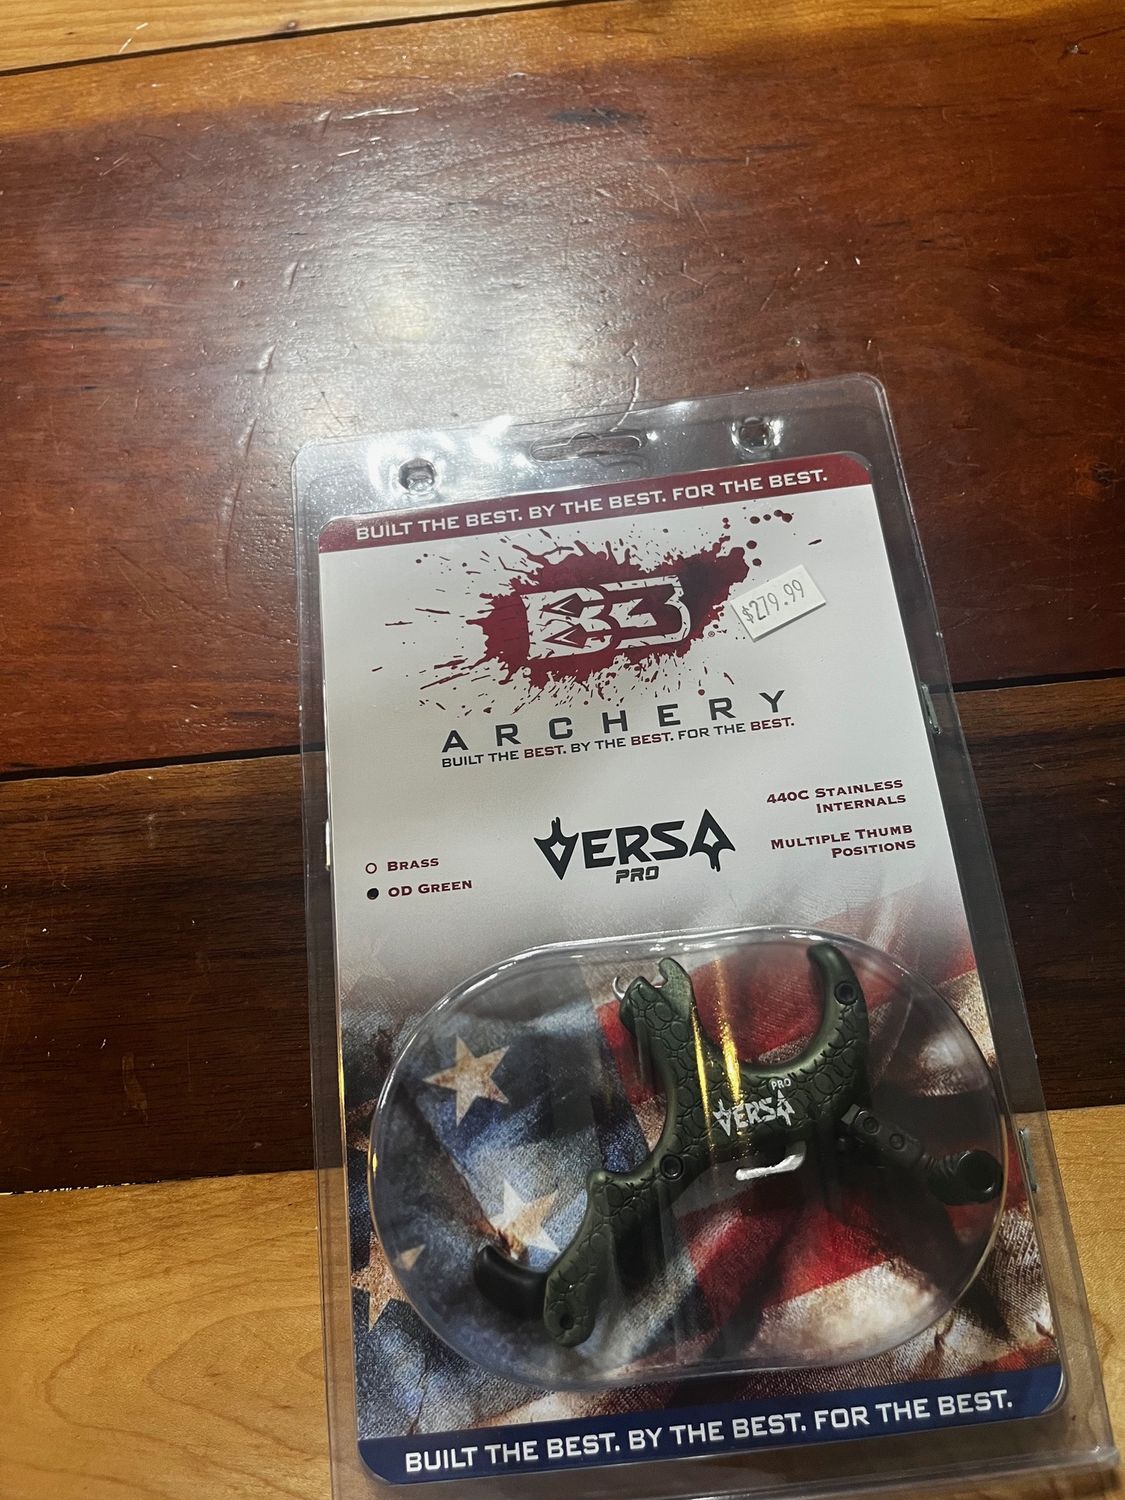 BUILT THE BEST. BY THE BEST. FOR THE BEST.
B3®
$279.99
ARCHERY
BUILT THE BEST. BY THE BEST. FOR THE BEST.
440C STAINLESS
INTERNALS
VERSA
PRO
MULTIPLE THUMB
POSITIONS
BRASS
OD GREEN
PRO
VERSA
BUILT THE BEST. BY THE BEST. FOR THE BEST.